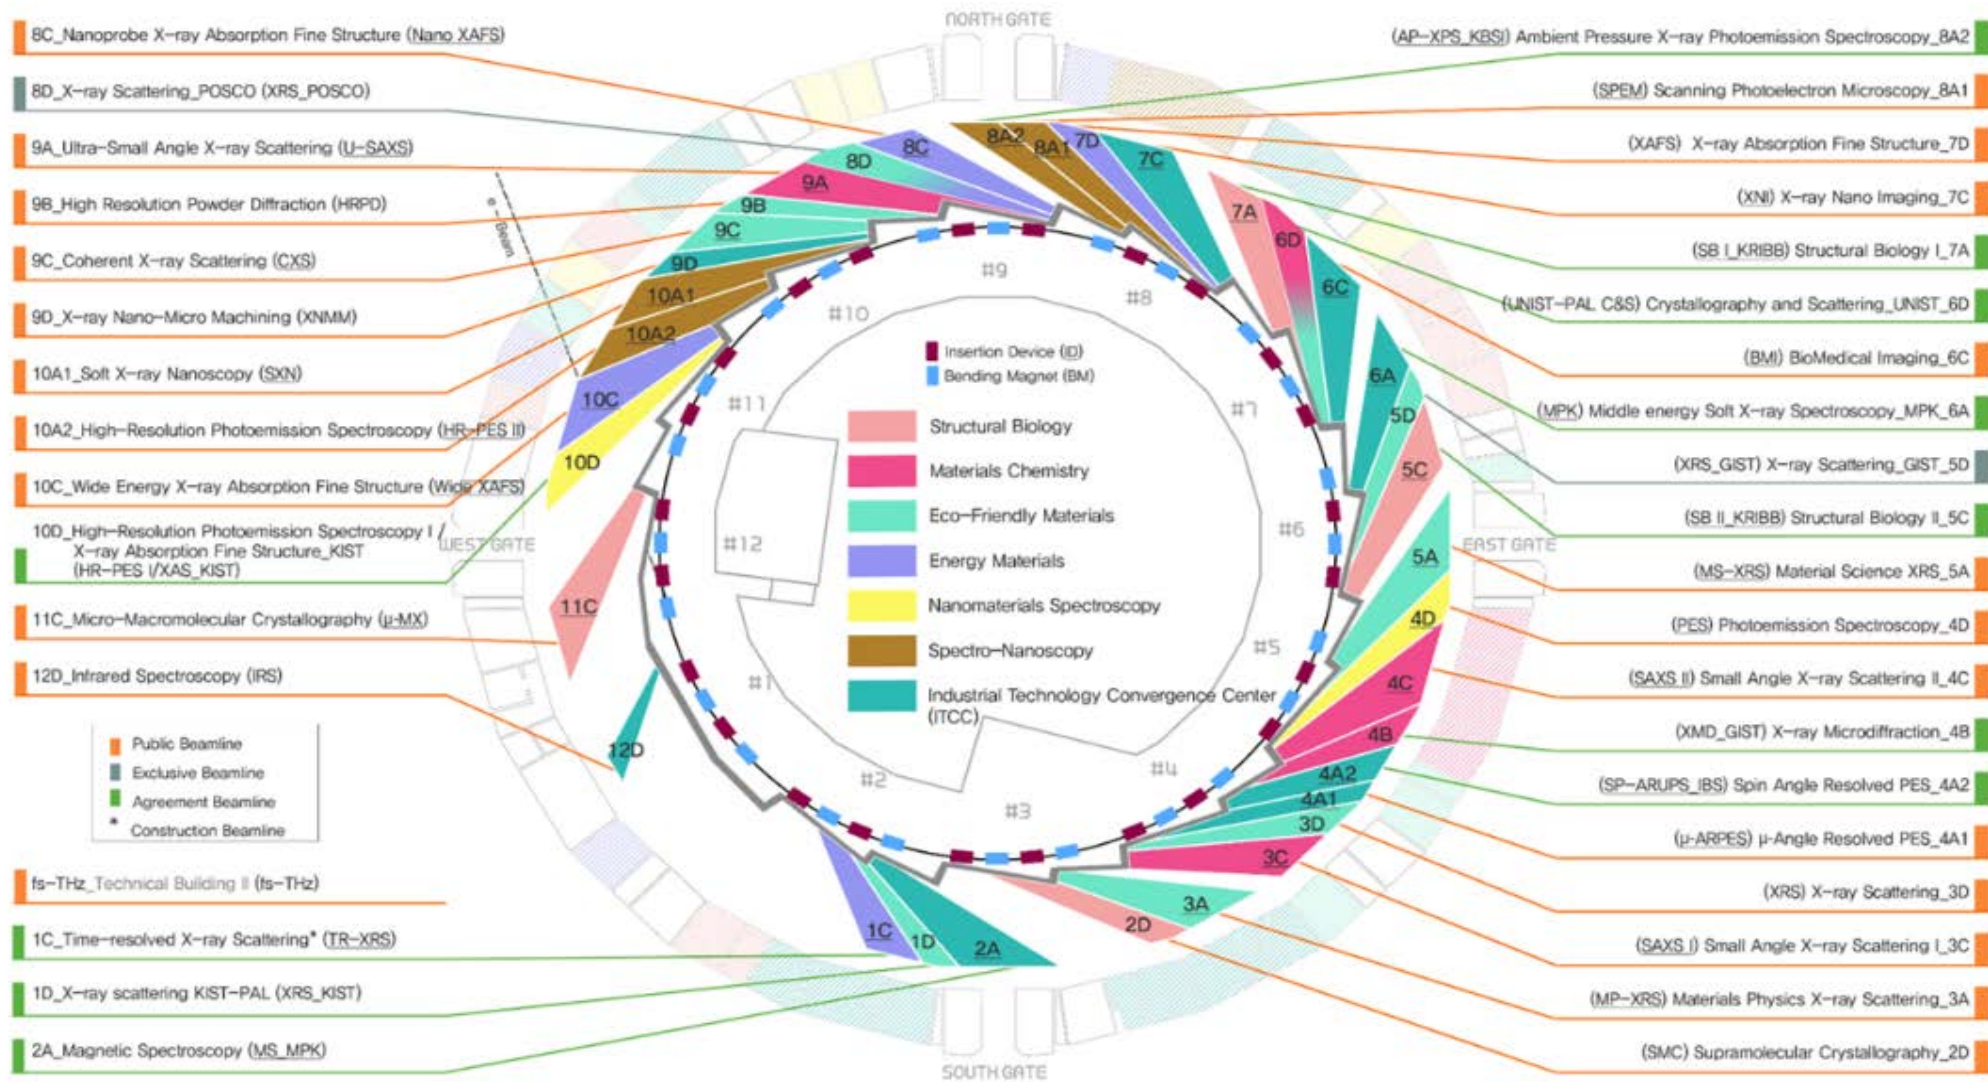 NORTH GATE
8C_Nanoprobe X-ray Absorption Fine Structure (Nano XAFS)
8D_X-ray Scattering_POSCO (XRS_POSCO)
9A_Ultra-Small Angle X-ray Scattering (U-SAXS)
9B_High Resolution Powder Diffraction (HRPD)
9C_Coherent X-ray Scattering (CXS)
9D_X-ray Nano-Micro Machining (XNMM)
10A1_Soft X-ray Nanoscopy (SXN)
10A2_High-Resolution Photoemission Spectroscopy (HR-PES II)
10C_Wide Energy X-ray Absorption Fine Structure (Wide XAFS)
10D_High-Resolution Photoemission Spectroscopy I /
X-ray Absorption Fine Structure_KIST
(HR-PES I/XAS_KIST)
11C_Micro-Macromolecular Crystallography (μ-MX)
12D_Infrared Spectroscopy (IRS)
Public Beamline
Exclusive Beamline
Agreement Beamline
* Construction Beamline
fs-THz_Technical Building II (fs-THz)
1C_Time-resolved X-ray Scattering* (TR-XRS)
1D_X-ray scattering KIST-PAL (XRS_KIST)
2A_Magnetic Spectroscopy (MS_MPK)
e-Beam
WEST GATE
8C
8D
9A
9B
9C
9D
10A1
10A2
10C
10D
11C
12D
1C
1D
2A
2D
3A
3C
3D
4A1
4A2
4B
4C
4D
5A
5C
5D
6A
6C
6D
7A
7C
7D
8A1
8A2
#9
#8
#7
#6
#5
#4
#3
#2
#1
#12
#11
#10
Insertion Device (ID)
Bending Magnet (BM)
Structural Biology
Materials Chemistry
Eco-Friendly Materials
Energy Materials
Nanomaterials Spectroscopy
Spectro-Nanoscopy
Industrial Technology Convergence Center
(ITCC)
EAST GATE
SOUTH GATE
(AP-XPS_KBSI) Ambient Pressure X-ray Photoemission Spectroscopy_8A2
(SPEM) Scanning Photoelectron Microscopy_8A1
(XAFS) X-ray Absorption Fine Structure_7D
(XNI) X-ray Nano Imaging_7C
(SB I_KRIBB) Structural Biology I_7A
(UNIST-PAL C&S) Crystallography and Scattering_UNIST_6D
(BMI) BioMedical Imaging_6C
(MPK) Middle energy Soft X-ray Spectroscopy_MPK_6A
(XRS_GIST) X-ray Scattering_GIST_5D
(SB II_KRIBB) Structural Biology II_5C
(MS-XRS) Material Science XRS_5A
(PES) Photoemission Spectroscopy_4D
(SAXS II) Small Angle X-ray Scattering II_4C
(XMD_GIST) X-ray Microdiffraction_4B
(SP-ARUPS_IBS) Spin Angle Resolved PES_4A2
(μ-ARPES) μ-Angle Resolved PES_4A1
(XRS) X-ray Scattering_3D
(SAXS I) Small Angle X-ray Scattering I_3C
(MP-XRS) Materials Physics X-ray Scattering_3A
(SMC) Supramolecular Crystallography_2D